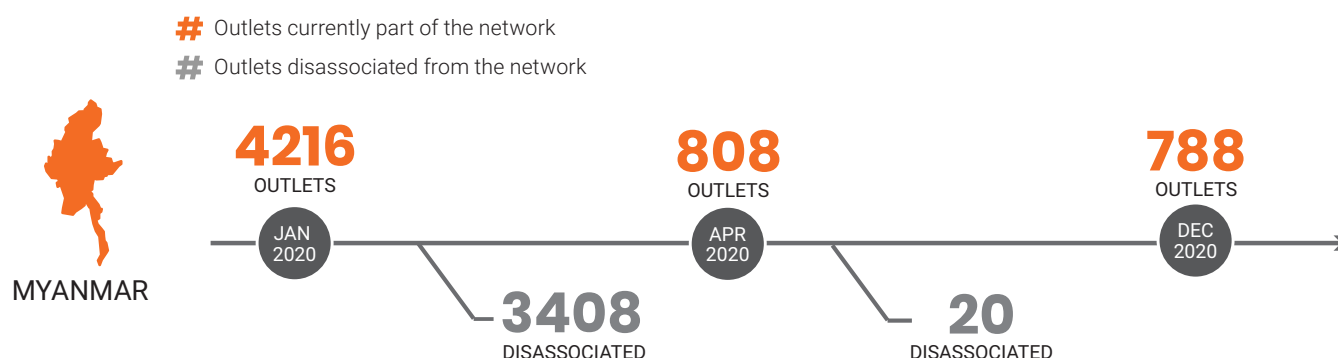 # Outlets currently part of the network
# Outlets disassociated from the network
MYANMAR
4216
OUTLETS
JAN
2020
3408
DISASSOCIATED
808
OUTLETS
APR
2020
20
DISASSOCIATED
788
OUTLETS
DEC
2020